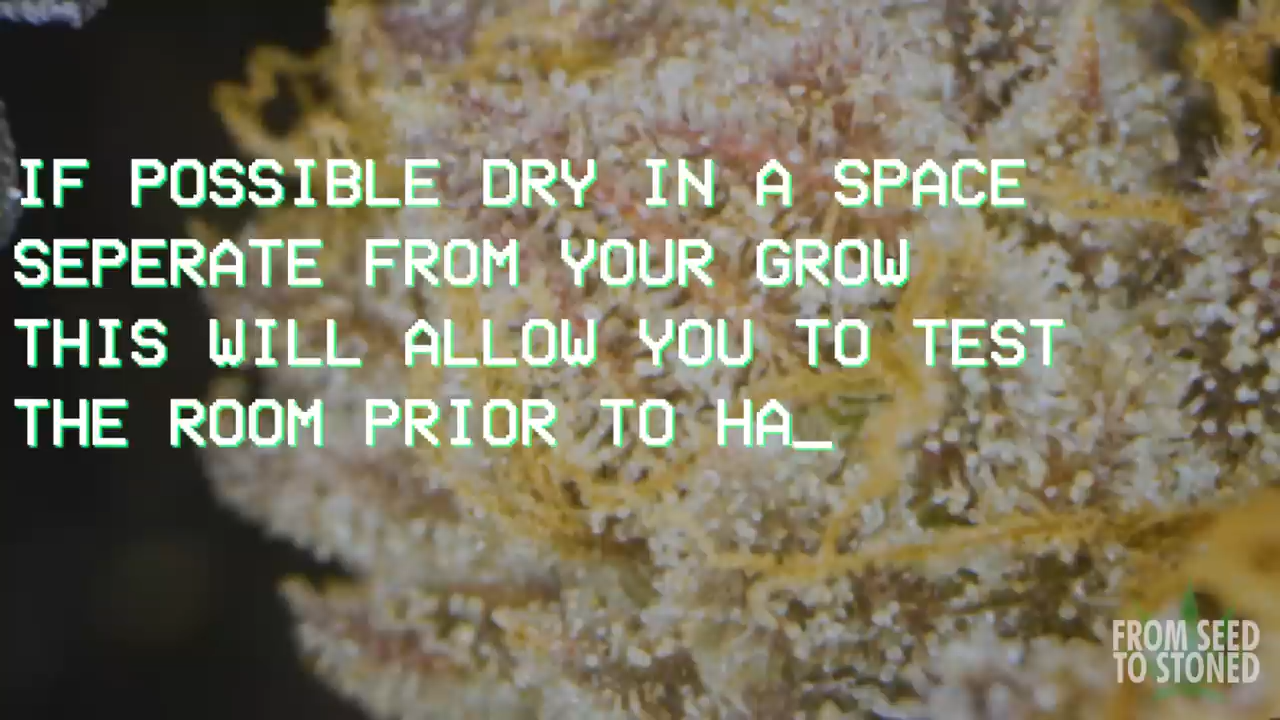 IF POSSIBLE DRY IN A SPACE
SEPERATE FROM YOUR GROW
THIS WILL ALLOW YOU TO TEST
THE ROOM PRIOR TO HA_
FROM SEED
TO STONED